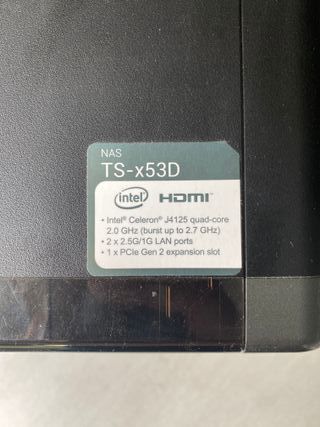 NAS
TS-x53D
intel HDMI
• Intel® Celeron® J4125 quad-core
2.0 GHz (burst up to 2.7 GHz)
• 2 x 2.5G/1G LAN ports
• 1 x PCIe Gen 2 expansion slot